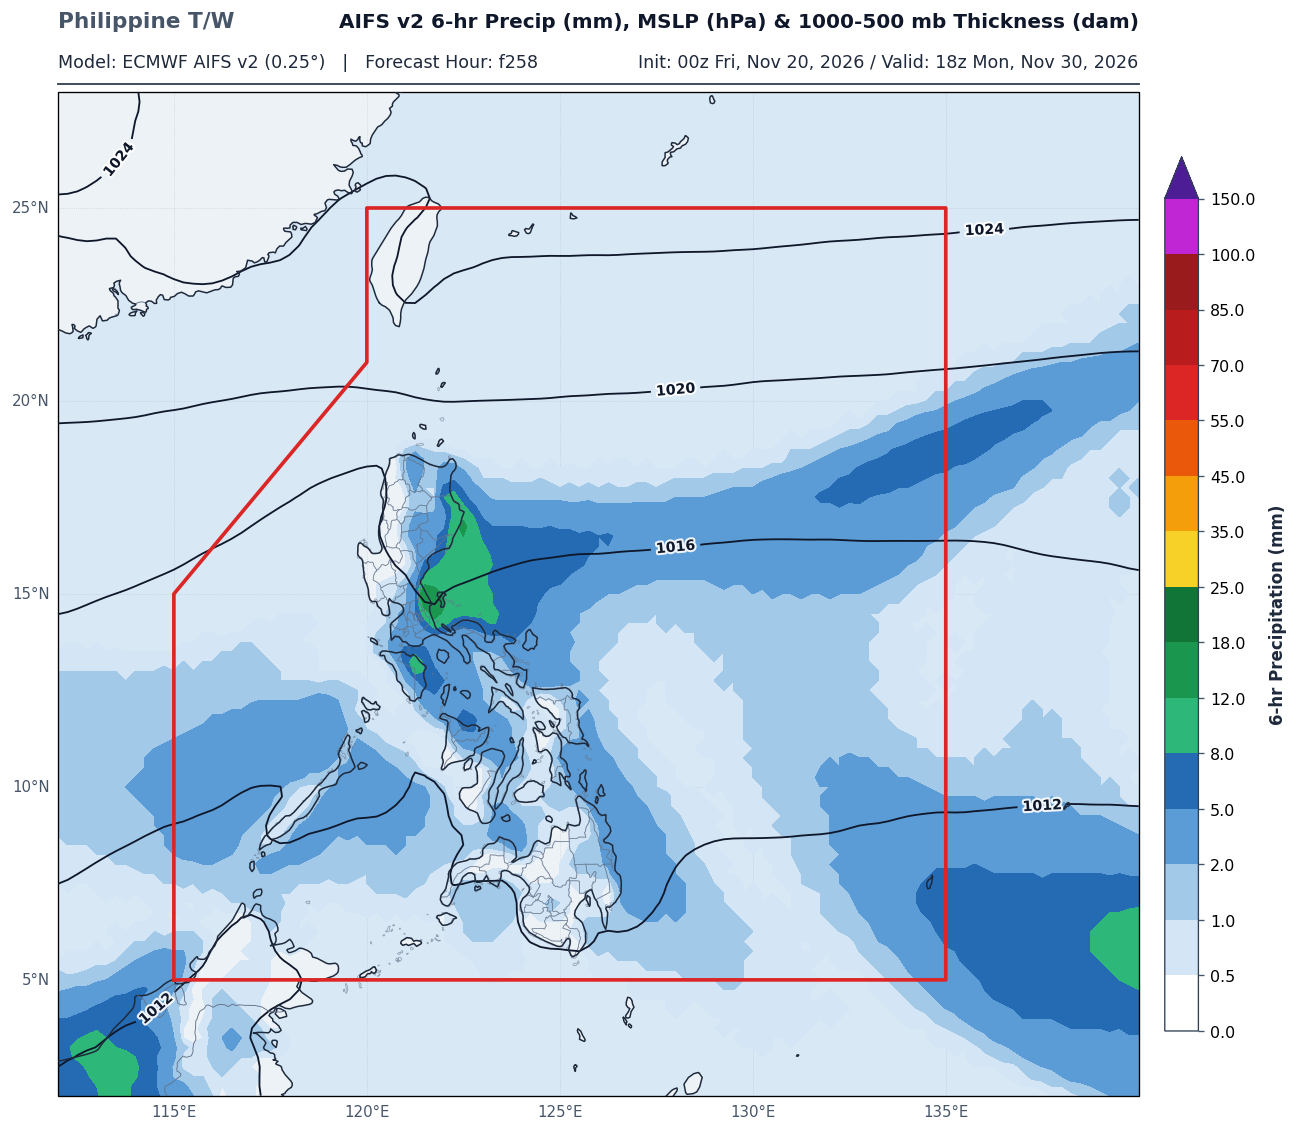 Philippine T/W
AIFS v2 6-hr Precip (mm), MSLP (hPa) & 1000-500 mb Thickness (dam)
Model: ECMWF AIFS v2 (0.25°) | Forecast Hour: f258
Init: 00z Fri, Nov 20, 2026 / Valid: 18z Mon, Nov 30, 2026
1024
25°N
1024
20°N
1020
1016
15°N
10°N
1012
5°N
1012
115°E
120°E
125°E
130°E
135°E
150.0
100.0
85.0
70.0
55.0
45.0
35.0
25.0
18.0
12.0
8.0
5.0
2.0
1.0
0.5
0.0
6-hr Precipitation (mm)